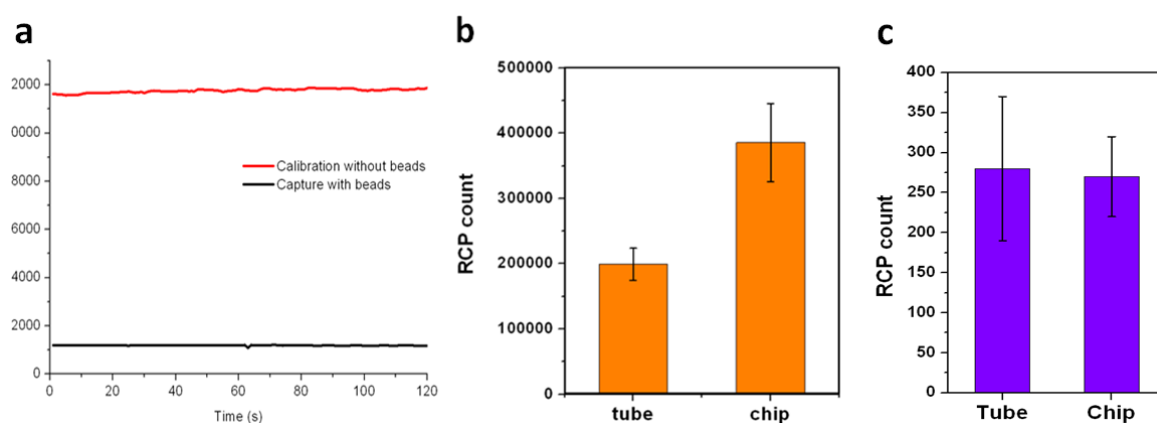 a
2000
0000
8000
6000
4000
2000
0
0 20 40 60 80 100 120
Time (s)
Calibration without beads
Capture with beads
b
500000
400000
300000
200000
100000
0
RCP count
tube chip
c
400
350
300
250
200
150
100
50
0
RCP count
Tube Chip